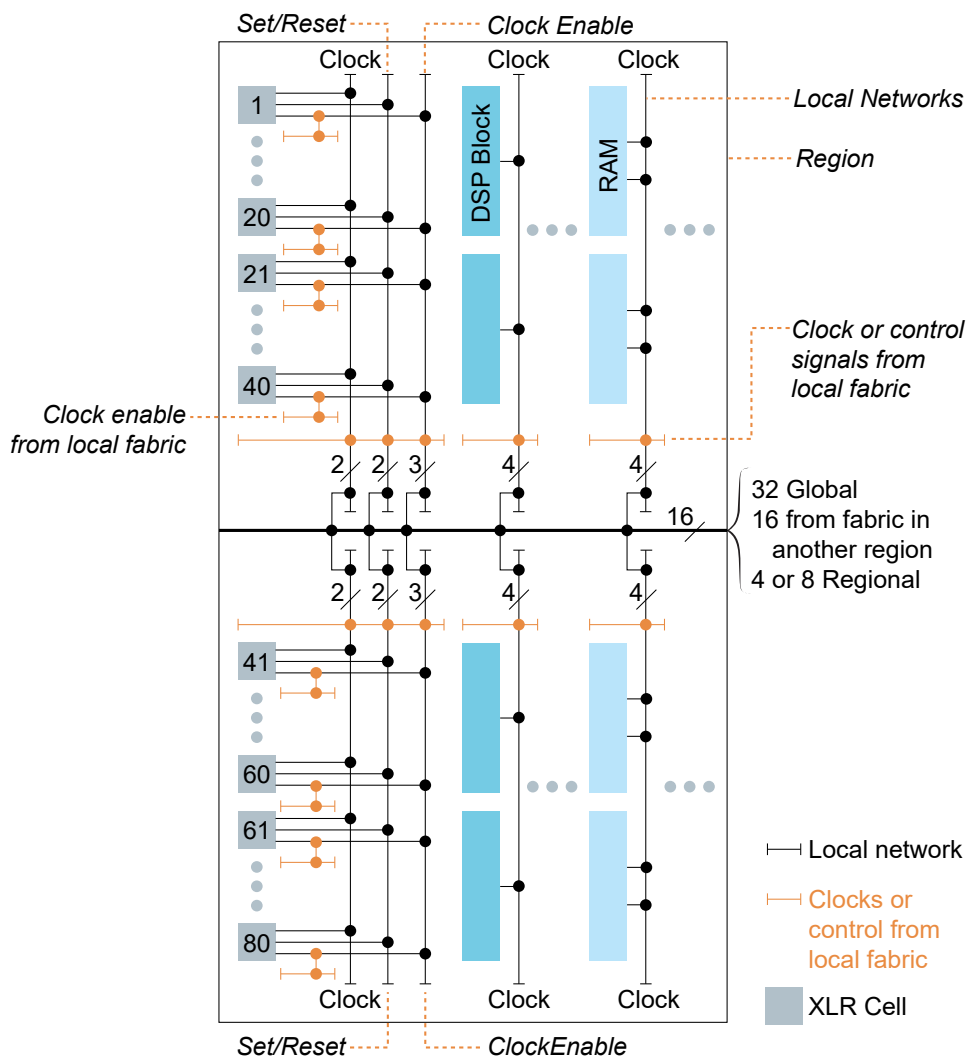 Set/Reset
Clock Enable
Clock
Clock
Clock
1
DSP Block
RAM
Local Networks
Region
20
21
40
Clock or control
signals from
local fabric
Clock enable
from local fabric
2
2
3
4
4
16
32 Global
16 from fabric in
another region
4 or 8 Regional
2
2
3
4
4
41
60
61
80
Local network
Clocks or
control from
local fabric
XLR Cell
Clock
Clock
Clock
Set/Reset
ClockEnable